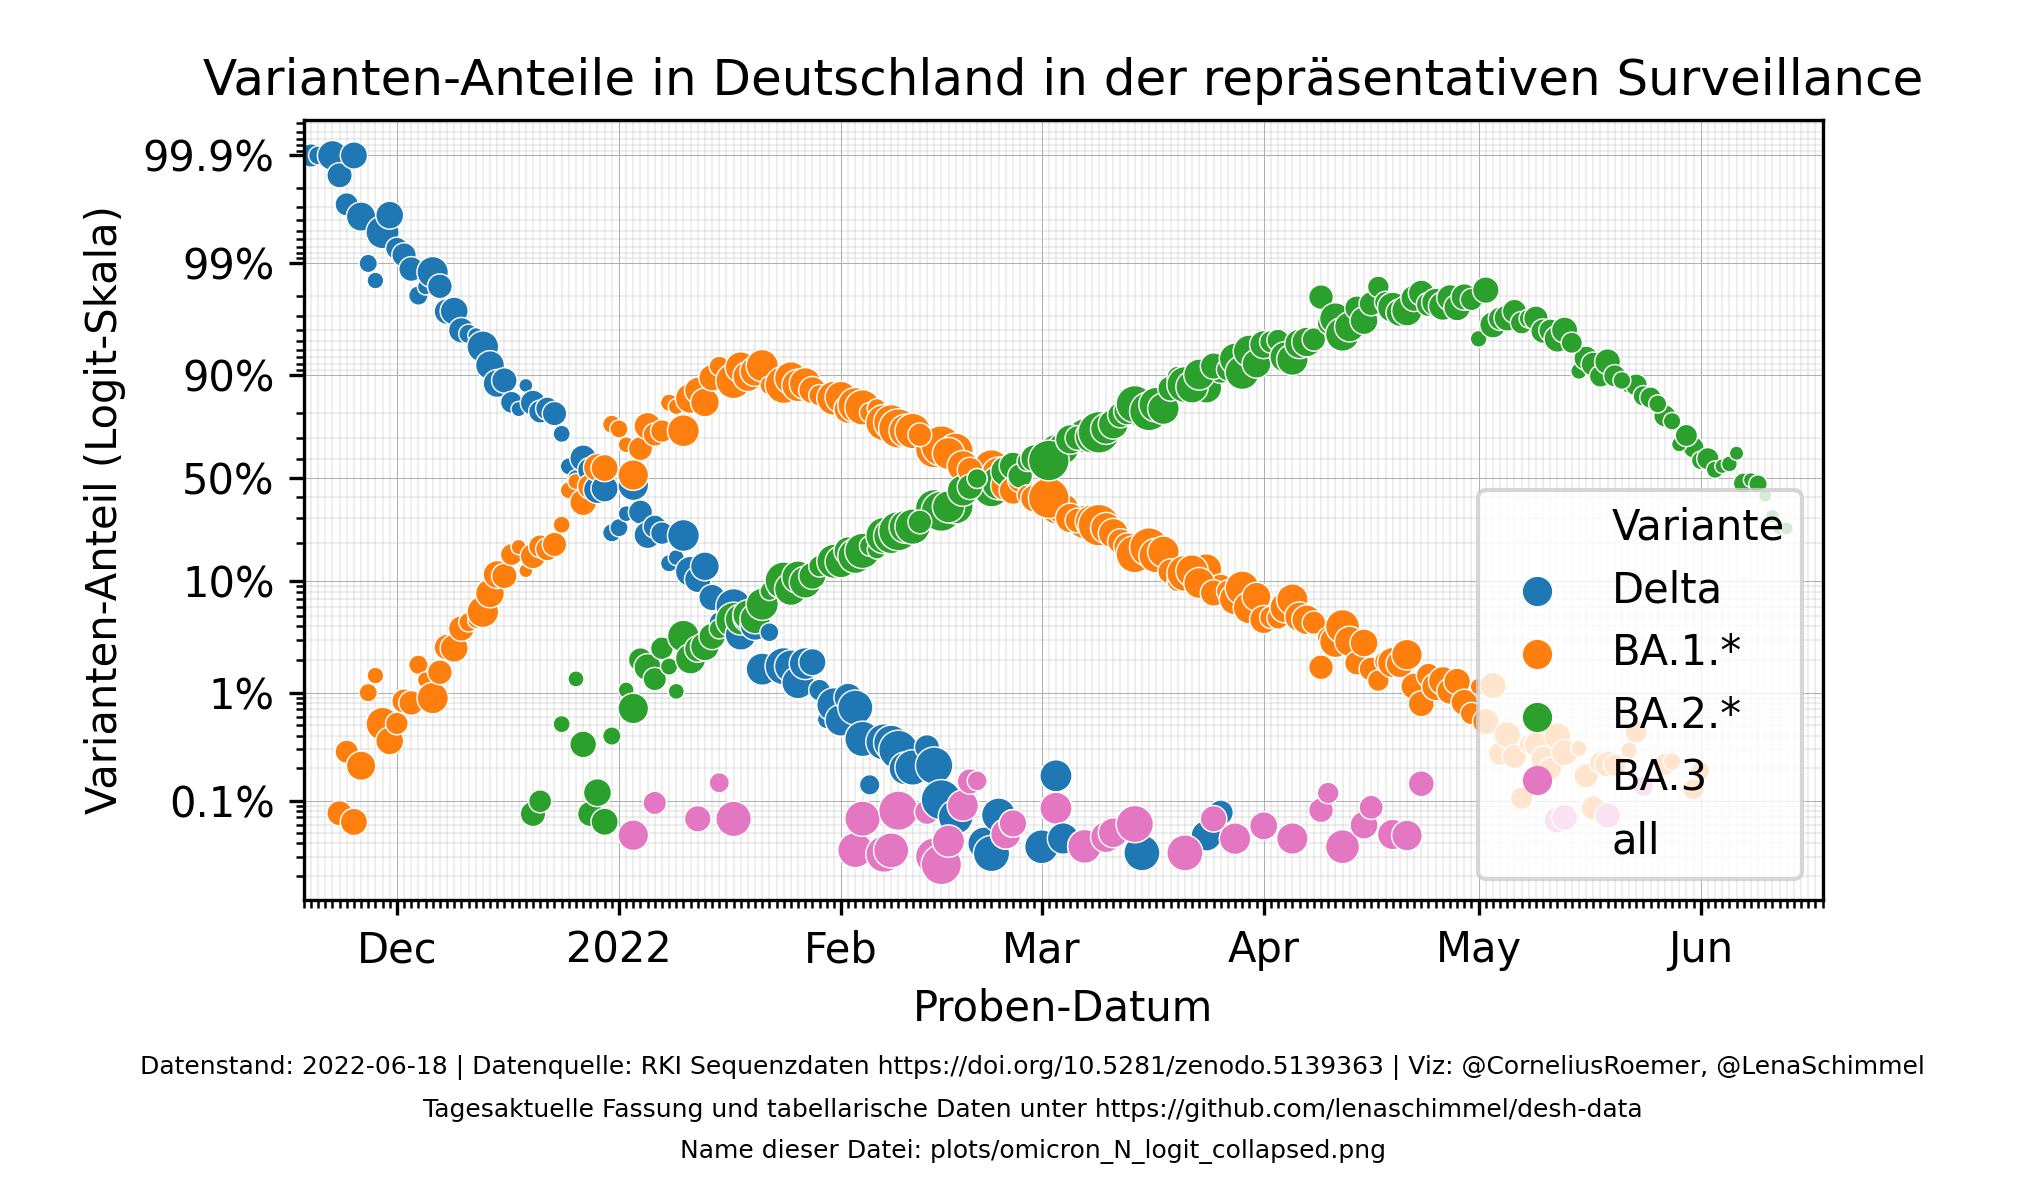 Varianten-Anteile in Deutschland in der repräsentativen Surveillance
Varianten-Anteil (Logit-Skala)
99.9%
99%
90%
50%
10%
1%
0.1%
Variante
Delta
BA.1.*
BA.2.*
BA.3
all
Dec 2022 Feb Mar Apr May Jun
Proben-Datum
Datenstand: 2022-06-18 | Datenquelle: RKI Sequenzdaten https://doi.org/10.5281/zenodo.5139363 | Viz: @CorneliusRoemer, @LenaSchimmel
Tagesaktuelle Fassung und tabellarische Daten unter https://github.com/lenaschimmel/desh-data
Name dieser Datei: plots/omicron_N_logit_collapsed.png